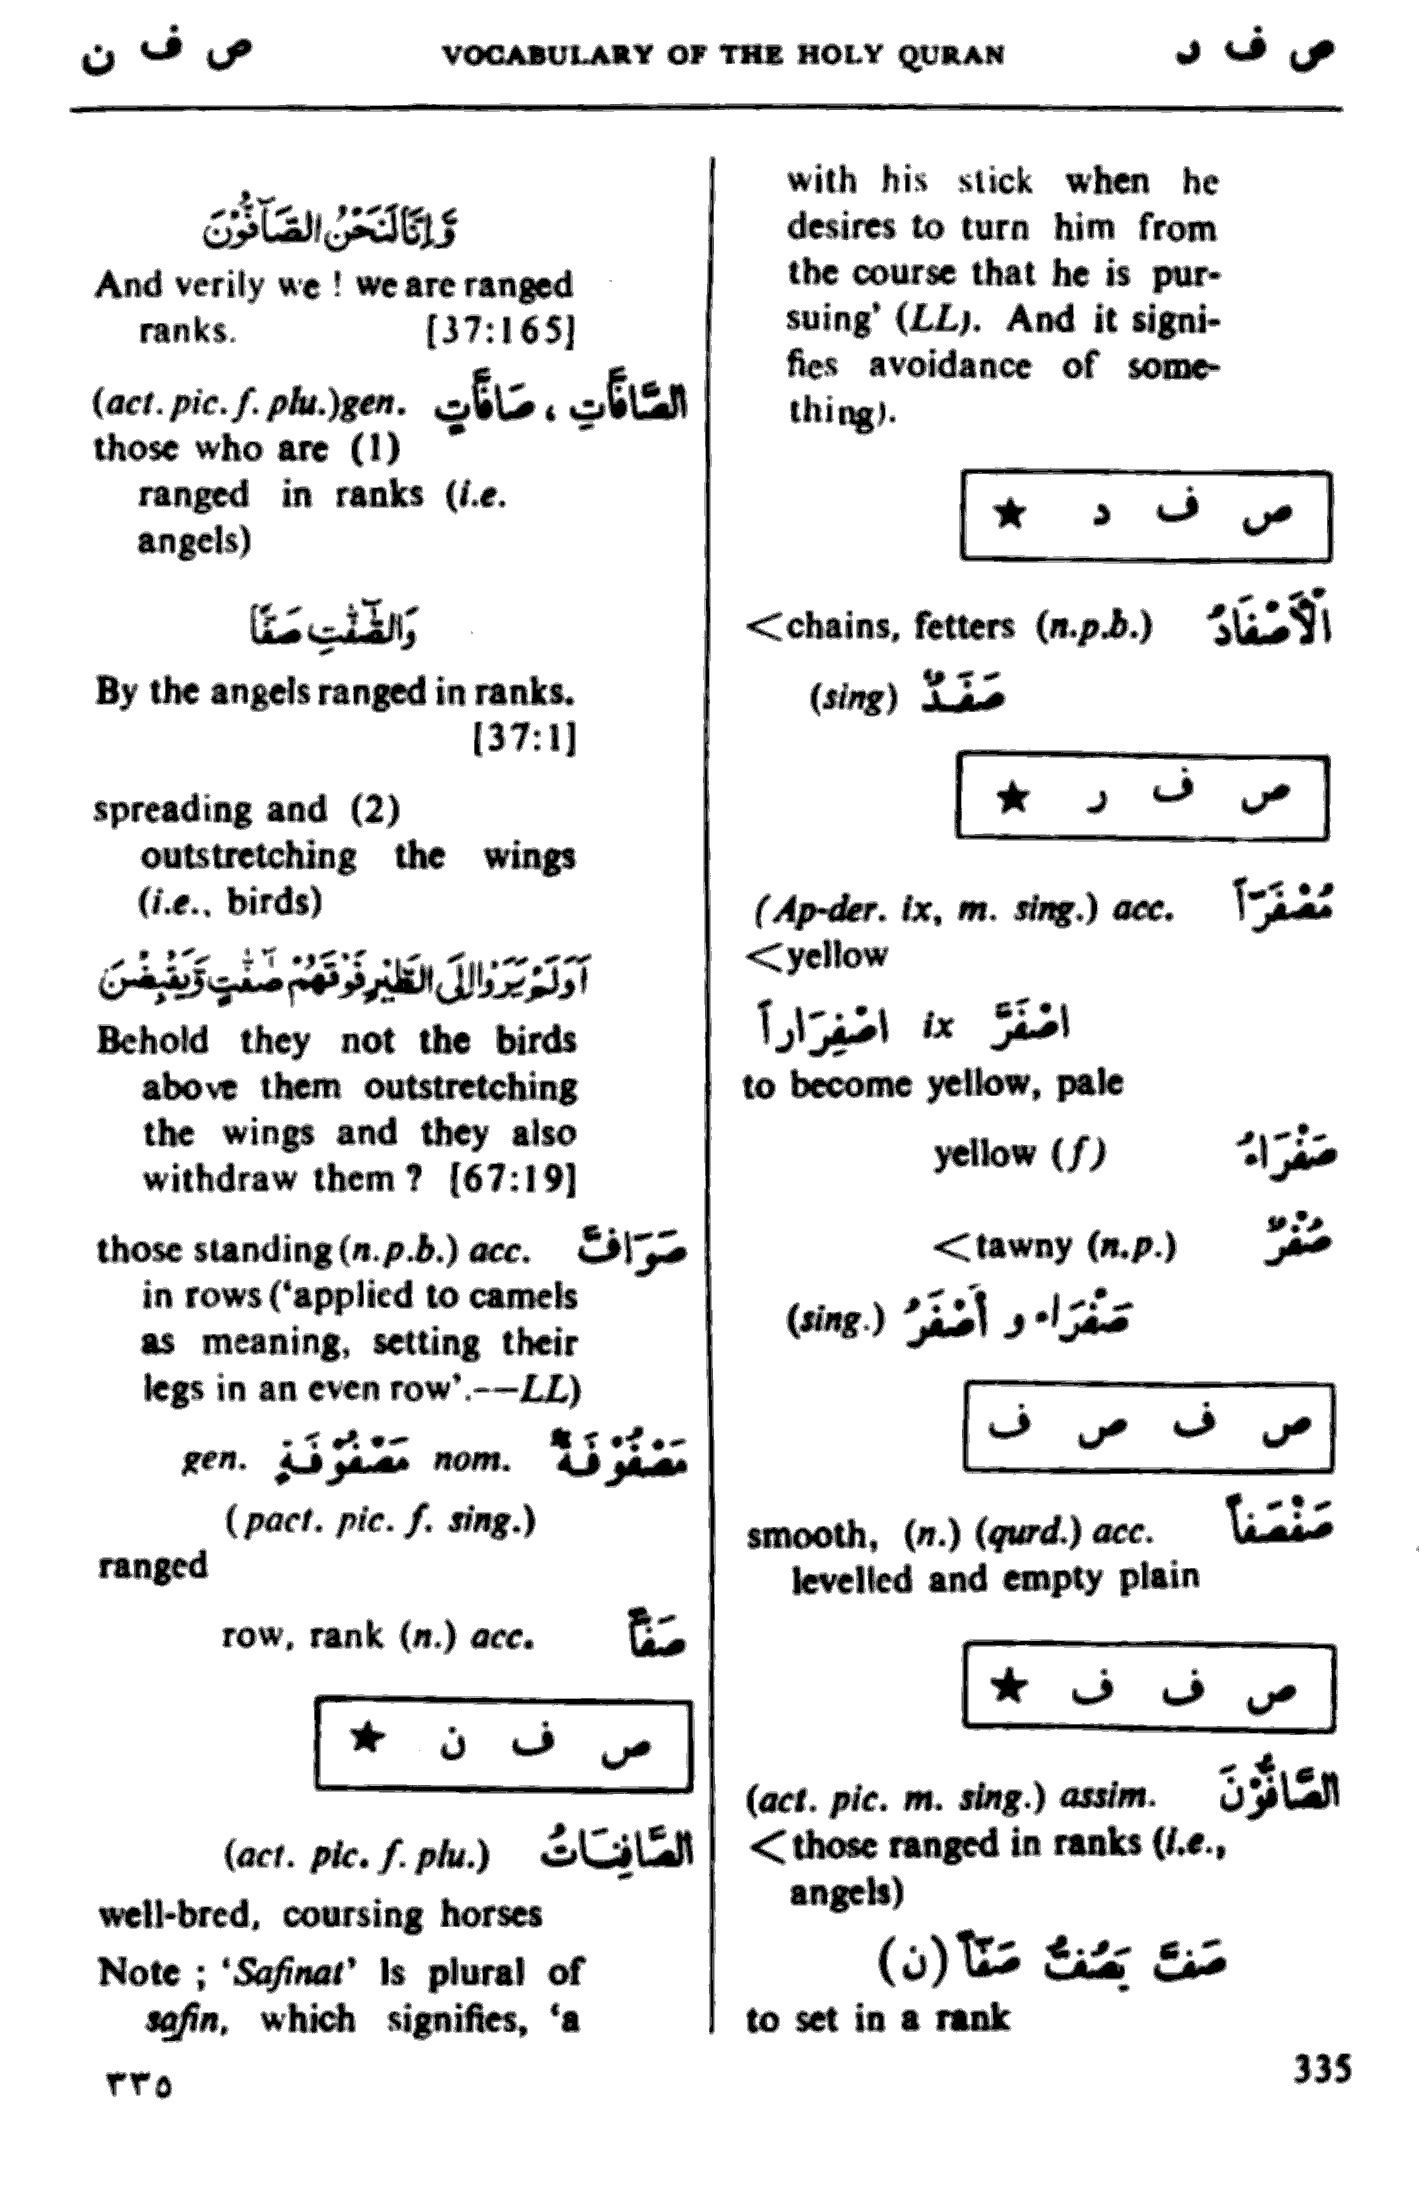 ص ف ن VOCABULARY OF THE HOLY QURAN ص ف د
with his stick when he
desires to turn him from
the course that he is pur-
suing' (LL). And it signi-
fies avoidance of some-
thing).
ص ف د ★
<chains, fetters (n.p.b.) اَلْأَصْفَادُ
(sing) صَفَدٌ
ص ف ر ★
(Ap-der. ix, m. sing.) acc. مُصْفَرّاً
<yellow
اصْفَرَّ ix اصْفِرَاراً
to become yellow, pale
yellow (f) صَفْرَاءُ
<tawny (n.p.) صُفْرٌ
(sing.) صَفْرَاء و أَصْفَرُ
ص ف ص ف
smooth, (n.) (qurd.) acc. صَفْصَفاً
levelled and empty plain
ص ف ف ★
(act. pic. m. sing.) assim. الصَّافُّوْنَ
<those ranged in ranks (i.e.,
angels)
صَفَّ يَصُفُّ صَفّاً (ن)
to set in a rank
وَإِنَّا لَنَحْنُ الصَّآفُّوْنَ
And verily we ! we are ranged
ranks. [37:165]
(act. pic. f. plu.) gen. الصَّافَّاتِ ، صَافَّاتٍ
those who are (1)
ranged in ranks (i.e.
angels)
وَالصّٰٓفّٰتِ صَفًّا
By the angels ranged in ranks.
[37:1]
spreading and (2)
outstretching the wings
(i.e., birds)
اَوَلَمْ يَرَوْا اِلَى الطَّيْرِ فَوْقَهُمْ صٰٓفّٰتٍ وَّيَقْبِضْنَ
Behold they not the birds
above them outstretching
the wings and they also
withdraw them ? [67:19]
those standing (n.p.b.) acc. صَوَافَّ
in rows ('applied to camels
as meaning, setting their
legs in an even row'.--LL)
gen. مَصْفُوْفَةٍ nom. مَصْفُوْفَةٌ
(pact. pic. f. sing.)
ranged
row, rank (n.) acc. صَفّاً
ص ف ن ★
(act. pic. f. plu.) الصَّافِنَاتُ
well-bred, coursing horses
Note ; 'Safinat' Is plural of
safin, which signifies, 'a
٣٣٥ 335